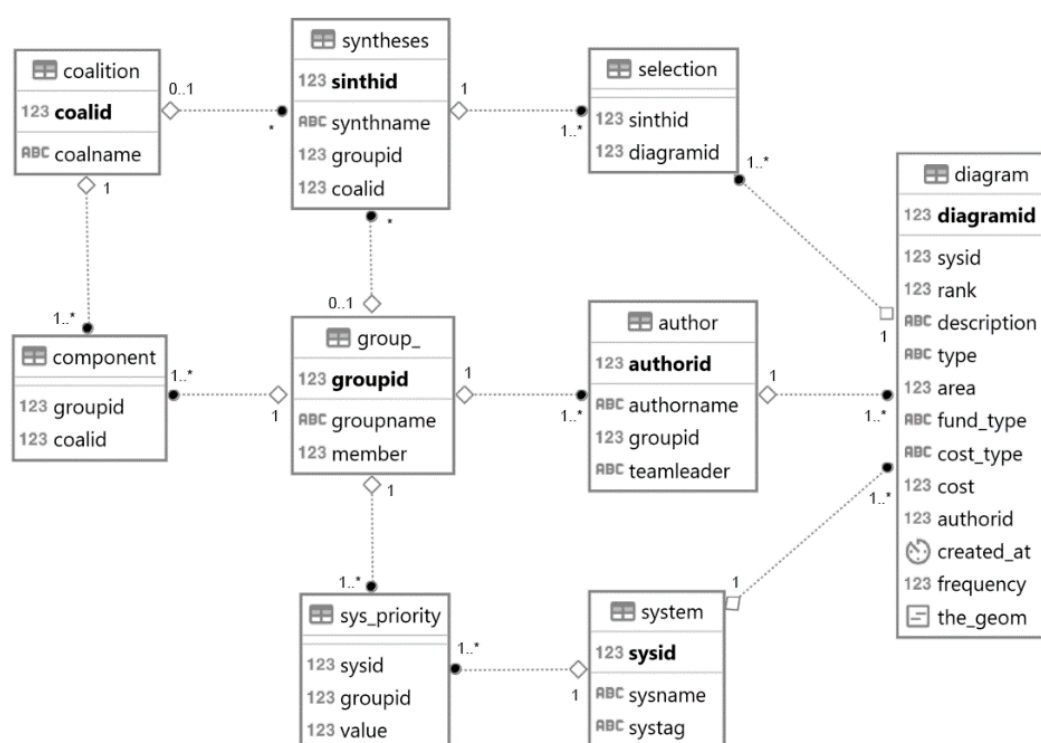 coalition
123 coalid
ABC coalname
0..1
*
syntheses
123 sinthid
ABC synthname
123 groupid
123 coalid
1
1..*
selection
123 sinthid
123 diagramid
1..*
1
diagram
123 diagramid
123 sysid
123 rank
ABC description
ABC type
123 area
ABC fund_type
ABC cost_type
123 cost
123 authorid
created_at
123 frequency
the_geom
1
1..*
component
123 groupid
123 coalid
1..*
1
*
0..1
group_
123 groupid
ABC groupname
123 member
1
1..*
author
123 authorid
ABC authorname
123 groupid
ABC teamleader
1
1..*
1
1..*
sys_priority
123 sysid
123 groupid
123 value
1..*
1
system
123 sysid
ABC sysname
ABC systag
1
1..*